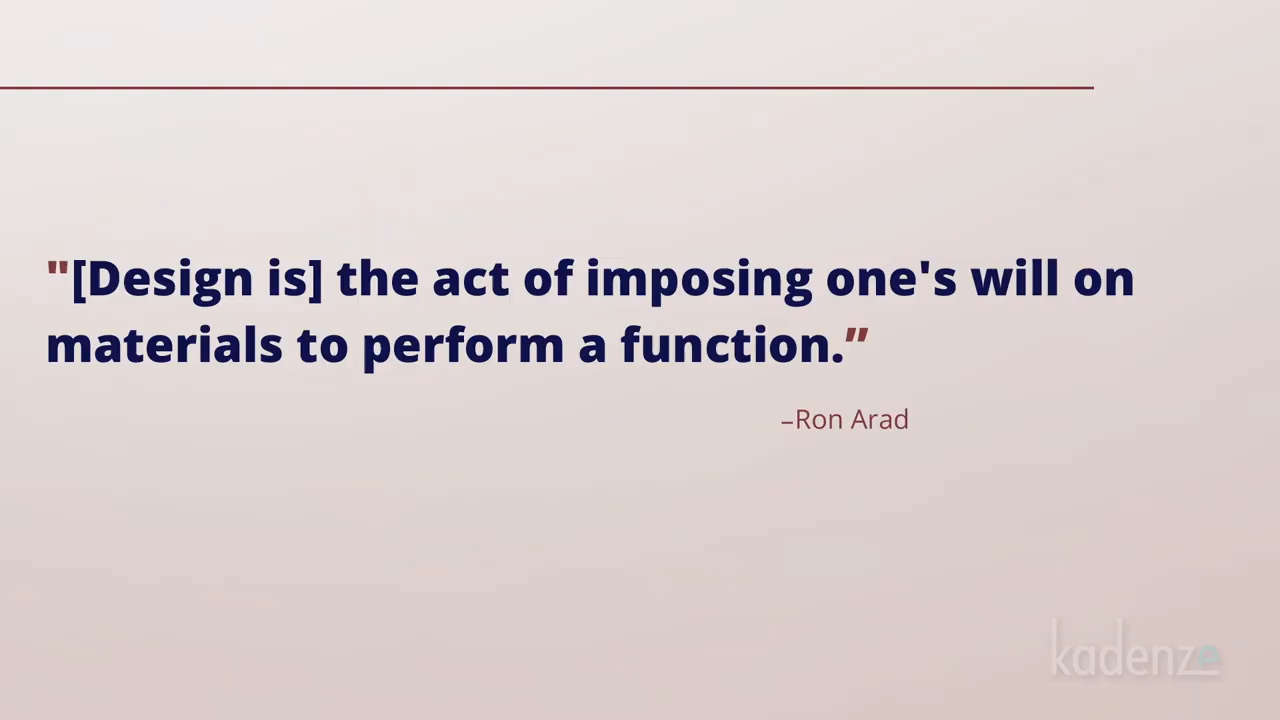 "[Design is] the act of imposing one's will on
materials to perform a function.”
–Ron Arad
kadenze